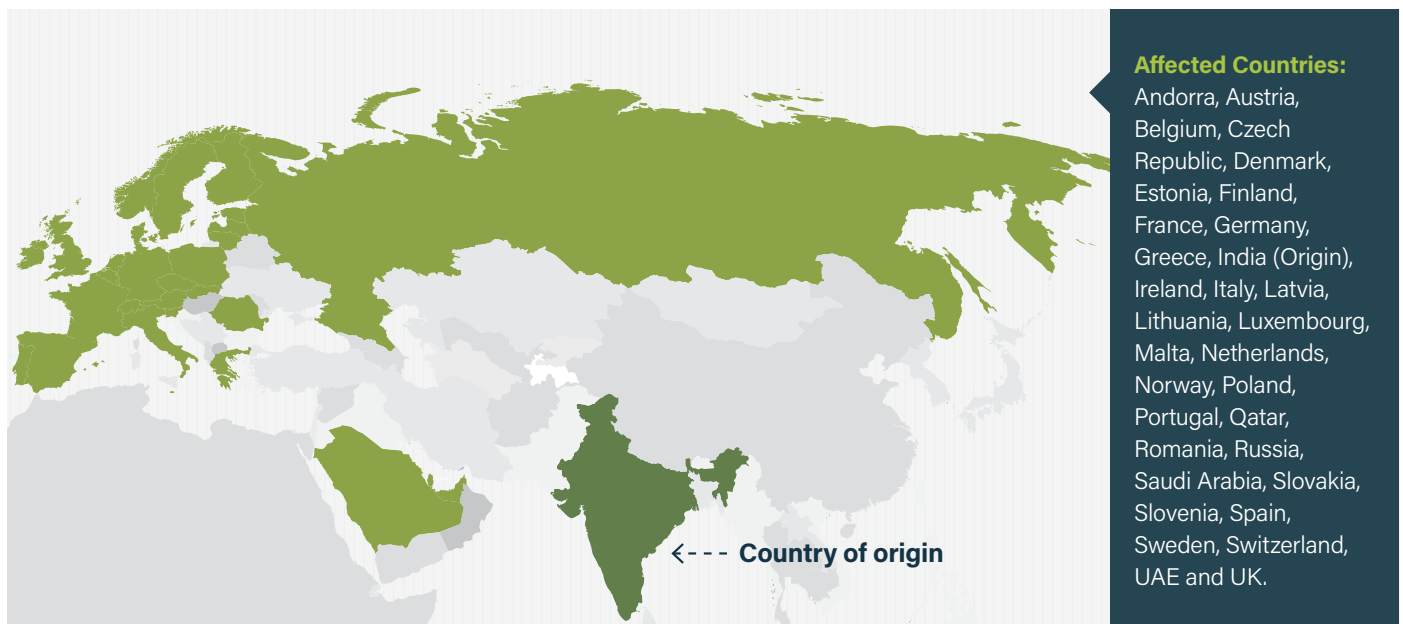 Affected Countries:
Andorra, Austria,
Belgium, Czech
Republic, Denmark,
Estonia, Finland,
France, Germany,
Greece, India (Origin),
Ireland, Italy, Latvia,
Lithuania, Luxembourg,
Malta, Netherlands,
Norway, Poland,
Portugal, Qatar,
Romania, Russia,
Saudi Arabia, Slovakia,
Slovenia, Spain,
Sweden, Switzerland,
UAE and UK.
Country of origin